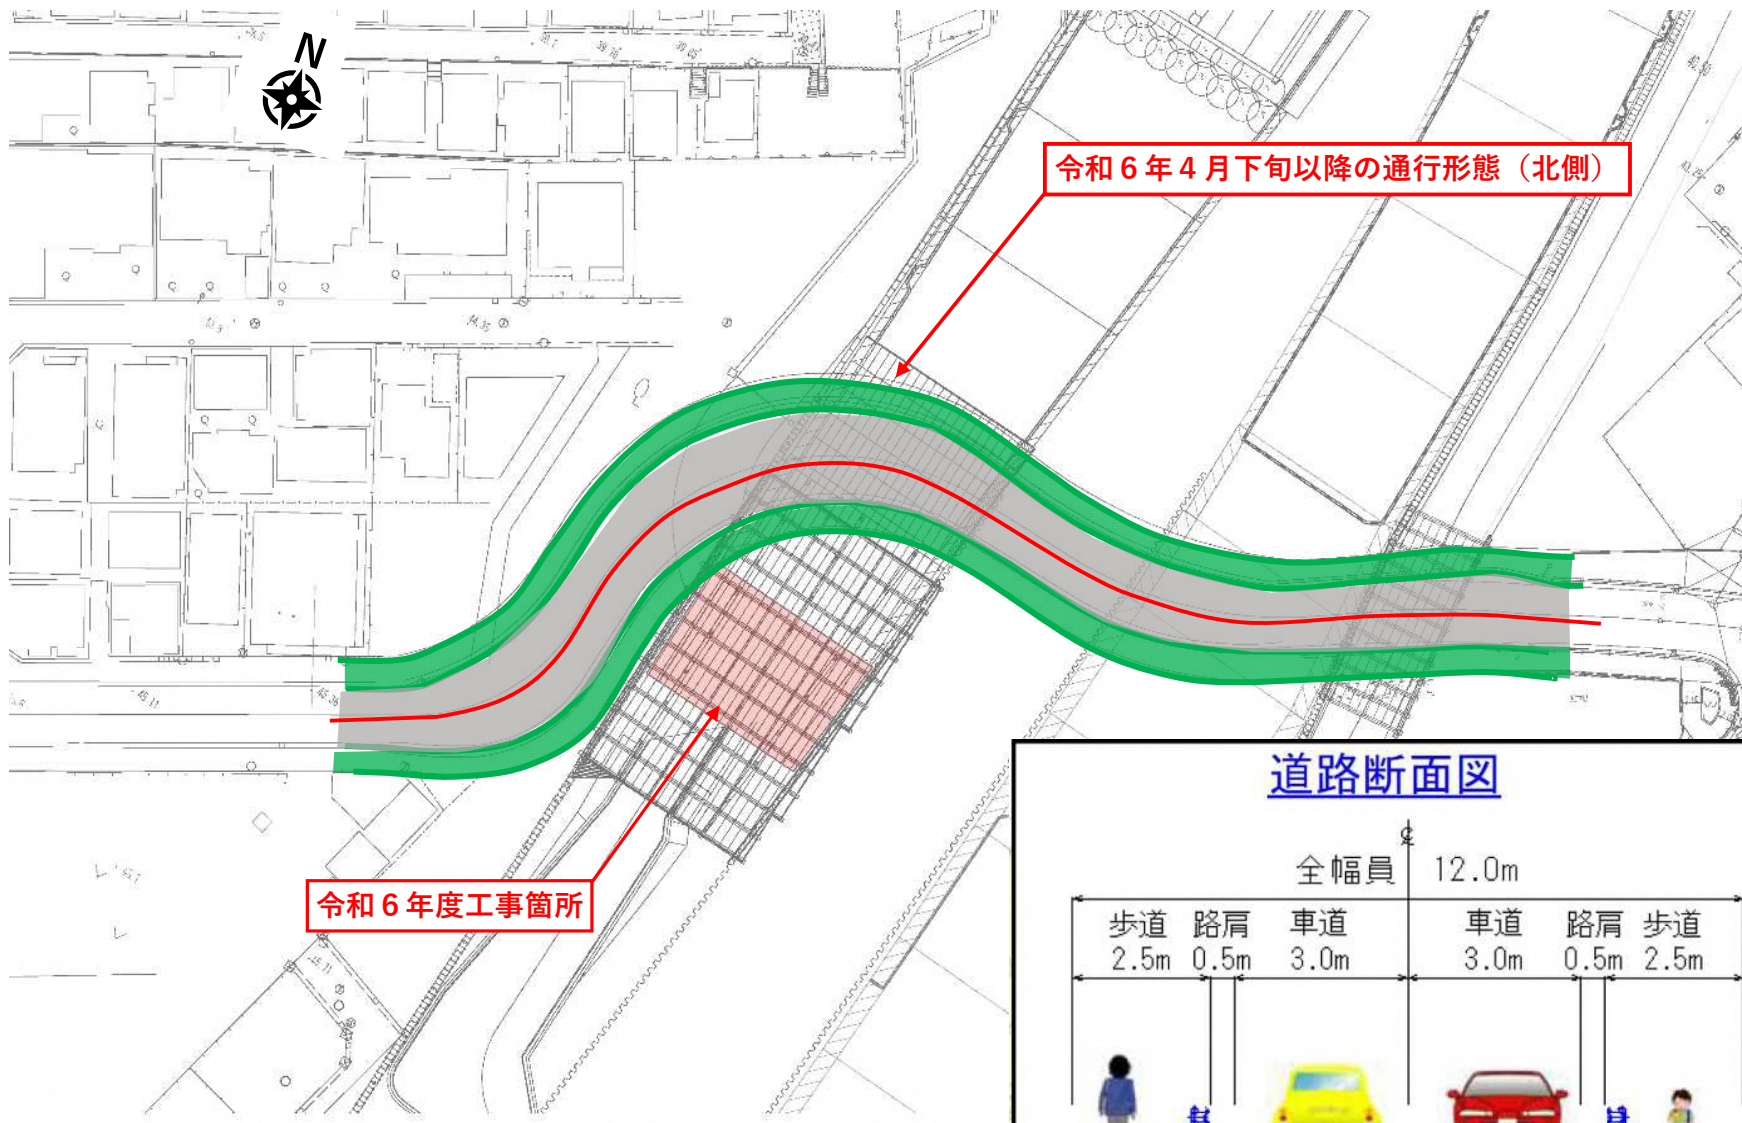 N
令和６年４月下旬以降の通行形態（北側）
令和６年度工事箇所
45.11
道路断面図
全幅員 12.0m
歩道 路肩 車道 車道 路肩 歩道
2.5m 0.5m 3.0m 3.0m 0.5m 2.5m